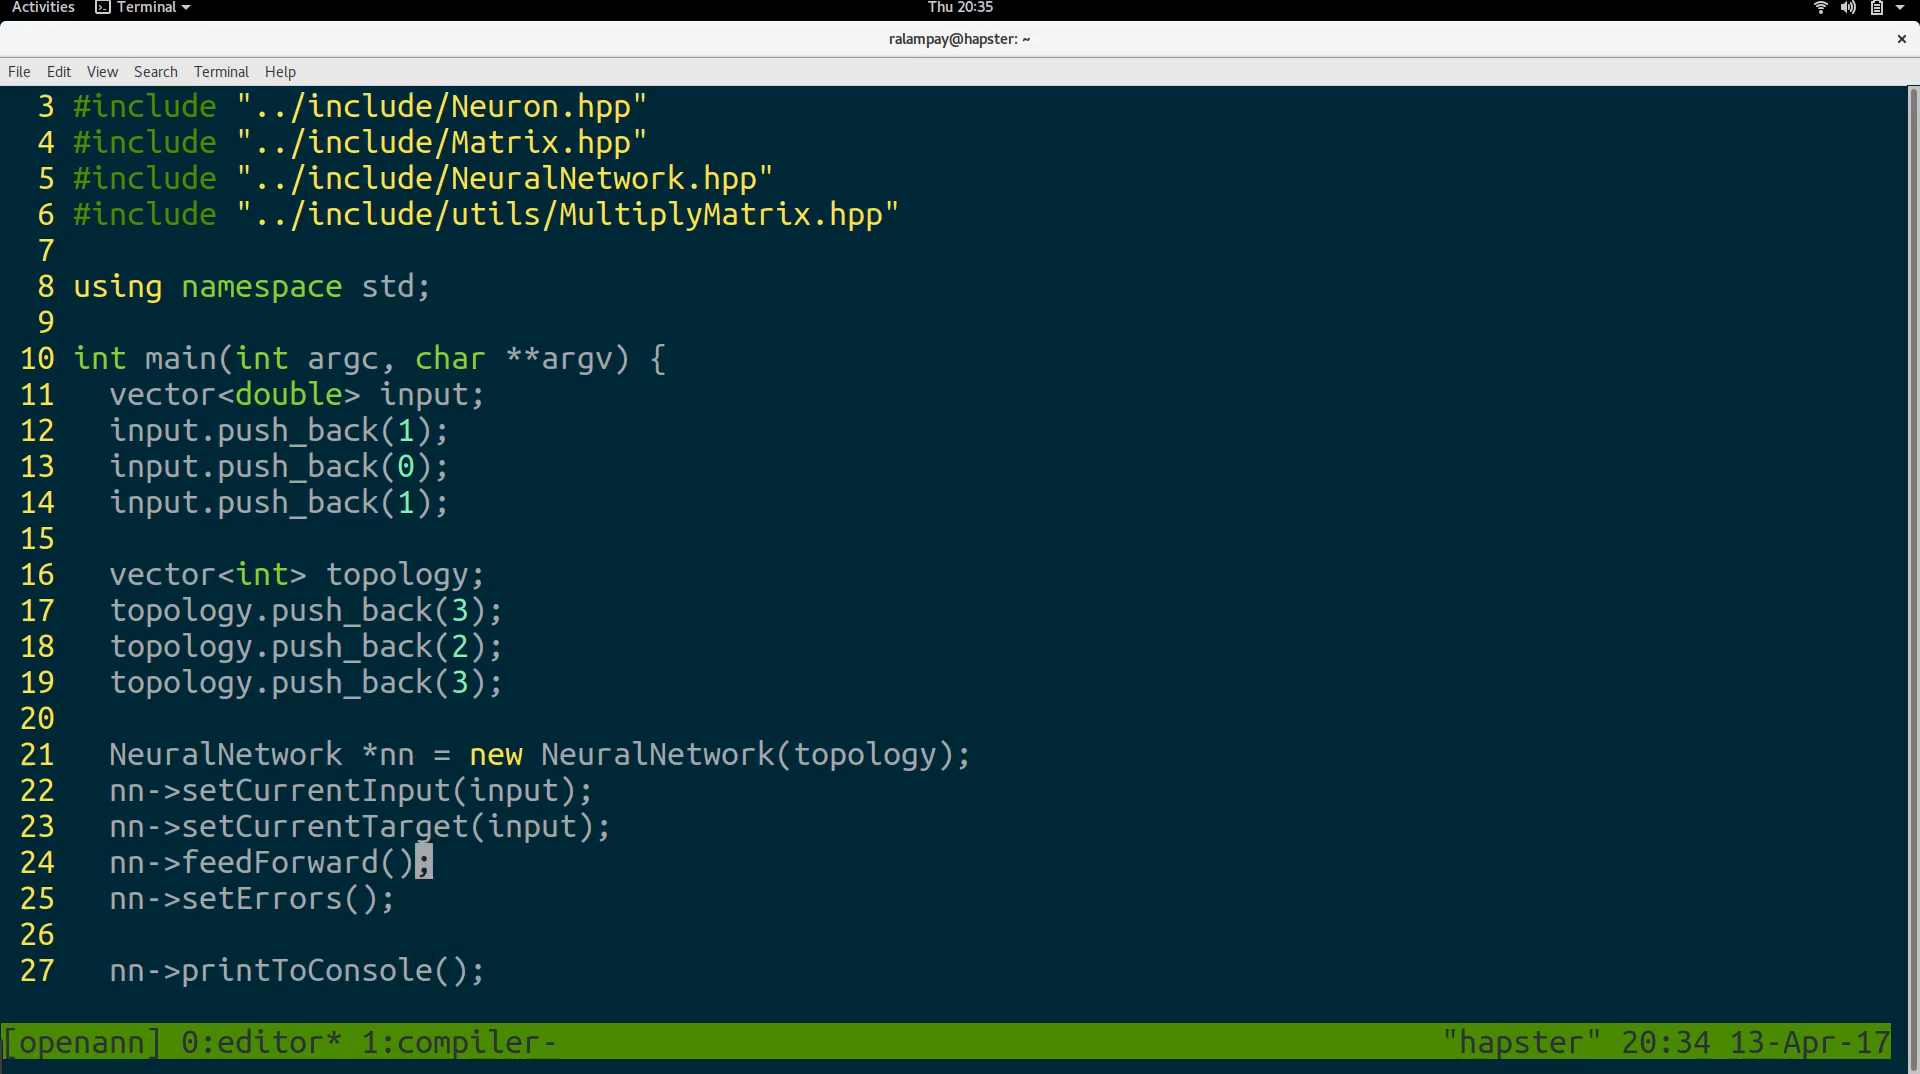 Activities Terminal Thu 20:35
ralampay@hapster: ~ ×
File Edit View Search Terminal Help
3 #include "../include/Neuron.hpp"
4 #include "../include/Matrix.hpp"
5 #include "../include/NeuralNetwork.hpp"
6 #include "../include/utils/MultiplyMatrix.hpp"
7
8 using namespace std;
9
10 int main(int argc, char **argv) {
11   vector<double> input;
12   input.push_back(1);
13   input.push_back(0);
14   input.push_back(1);
15
16   vector<int> topology;
17   topology.push_back(3);
18   topology.push_back(2);
19   topology.push_back(3);
20
21   NeuralNetwork *nn = new NeuralNetwork(topology);
22   nn->setCurrentInput(input);
23   nn->setCurrentTarget(input);
24   nn->feedForward();
25   nn->setErrors();
26
27   nn->printToConsole();
[openann] 0:editor* 1:compiler- "hapster" 20:34 13-Apr-17